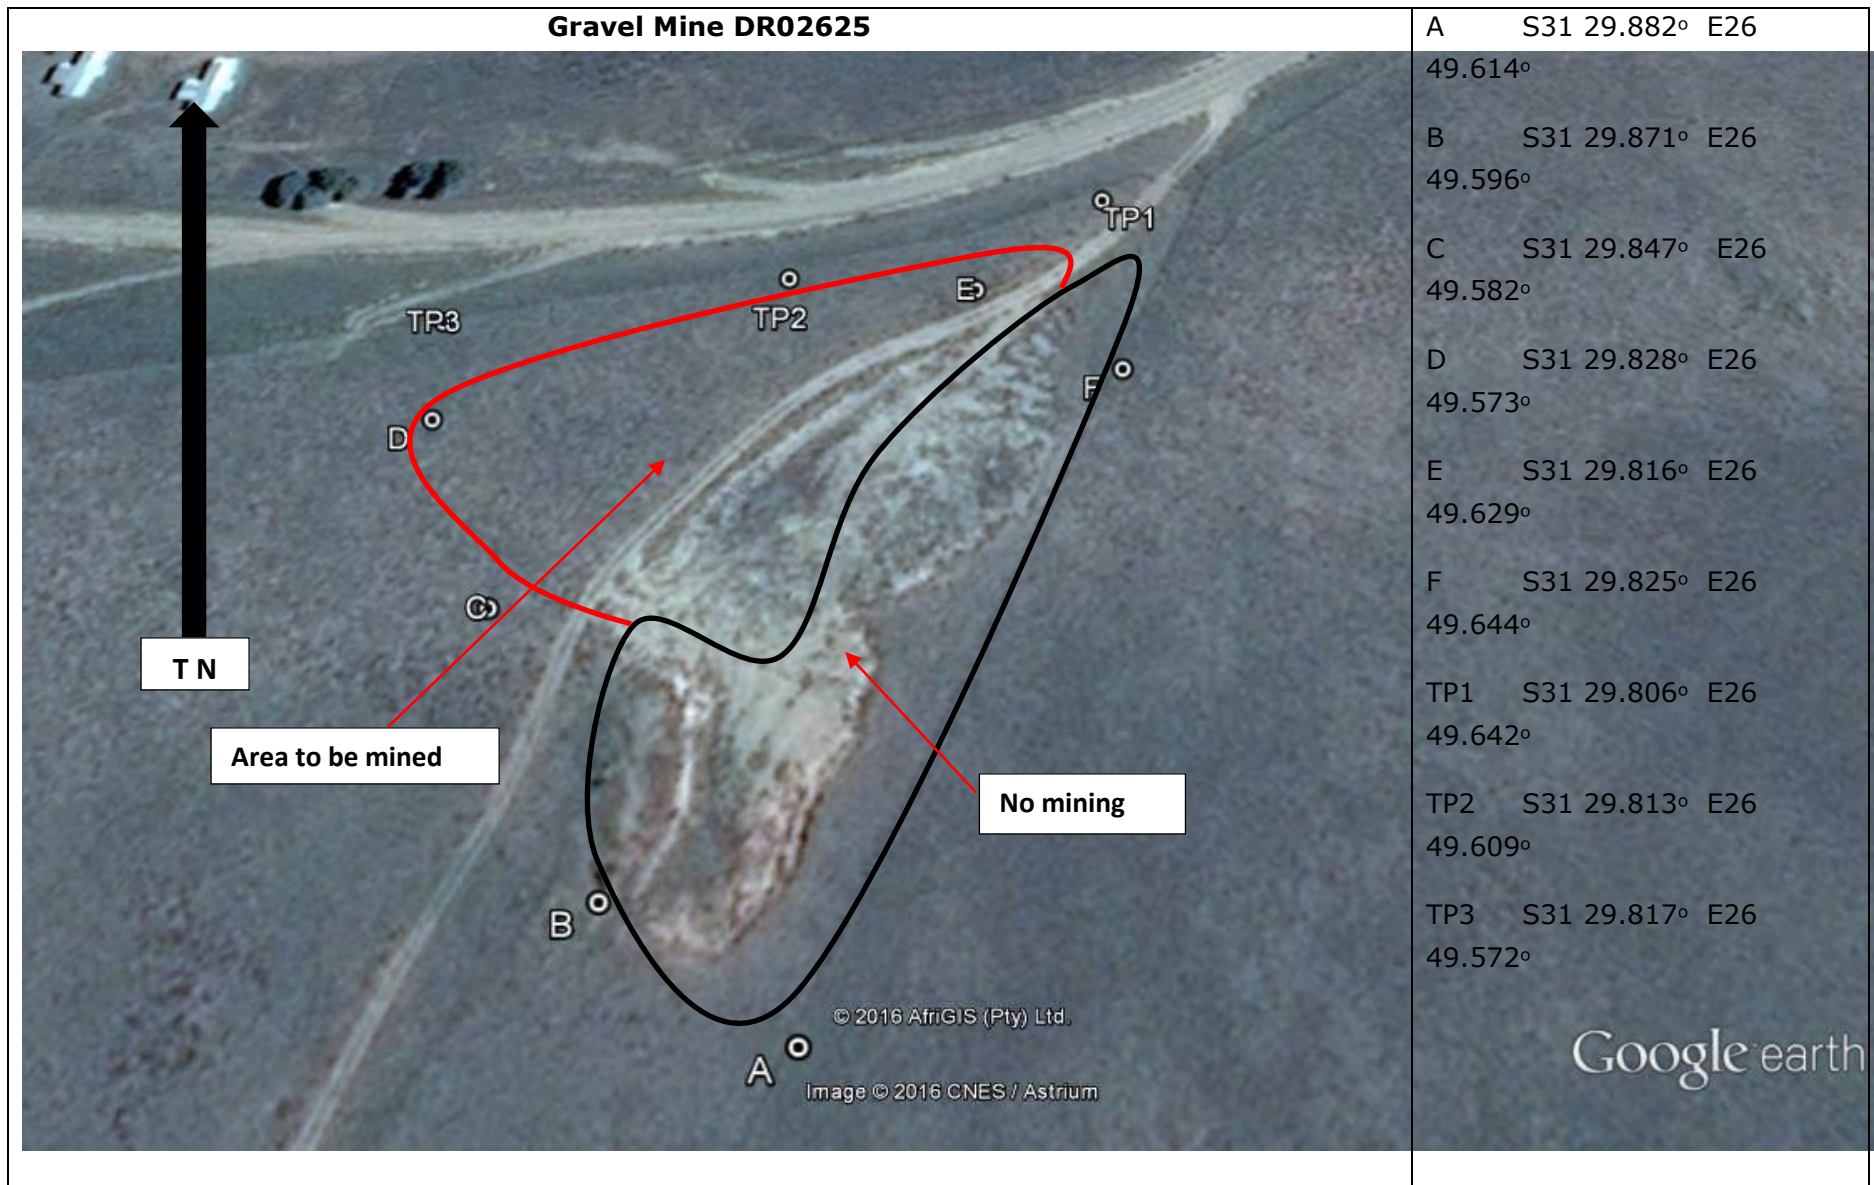 Gravel Mine DR02625
TP1
E
TP2
TP3
F
D
C
T N
Area to be mined
No mining
B
© 2016 AfriGIS (Pty) Ltd.
A
Image © 2016 CNES / Astrium
A S31 29.882° E26
49.614°
B S31 29.871° E26
49.596°
C S31 29.847° E26
49.582°
D S31 29.828° E26
49.573°
E S31 29.816° E26
49.629°
F S31 29.825° E26
49.644°
TP1 S31 29.806° E26
49.642°
TP2 S31 29.813° E26
49.609°
TP3 S31 29.817° E26
49.572°
Google earth